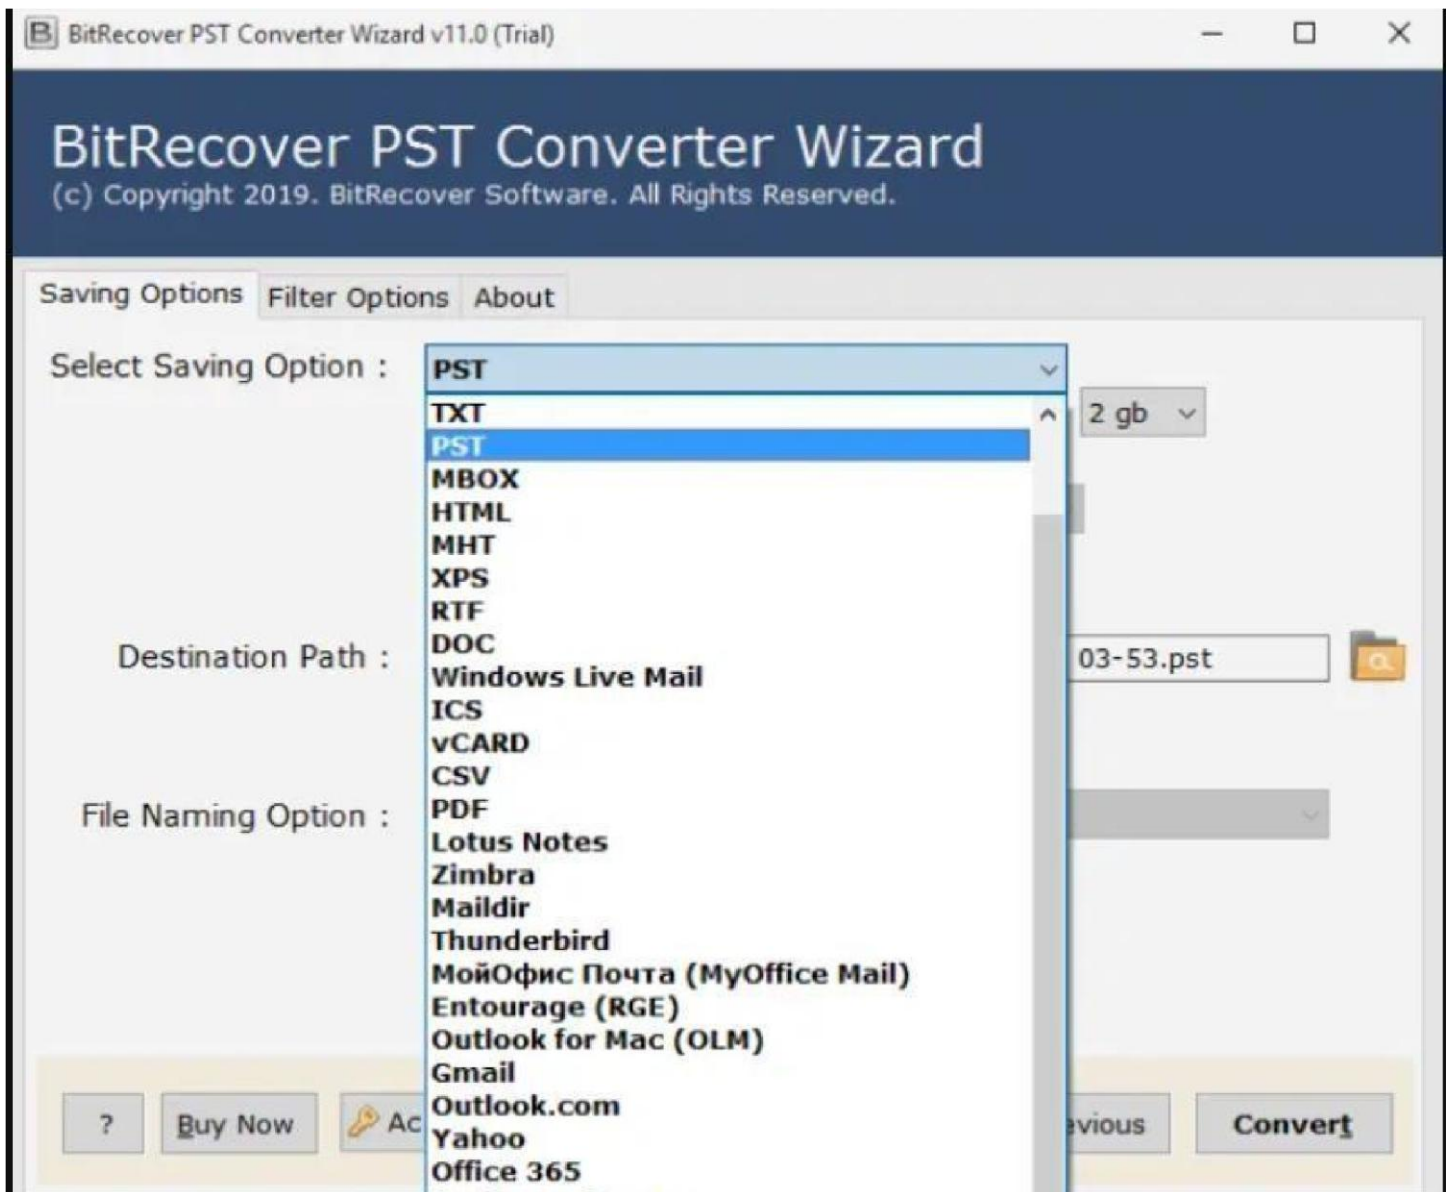 BitRecover PST Converter Wizard v11.0 (Trial)
BitRecover PST Converter Wizard
(c) Copyright 2019. BitRecover Software. All Rights Reserved.
Saving Options Filter Options About
Select Saving Option : PST
2 gb
TXT
PST
MBOX
HTML
MHT
XPS
RTF
DOC
Windows Live Mail
ICS
vCARD
CSV
PDF
Lotus Notes
Zimbra
Maildir
Thunderbird
МойОфис Почта (MyOffice Mail)
Entourage (RGE)
Outlook for Mac (OLM)
Gmail
Outlook.com
Yahoo
Office 365
Destination Path : 03-53.pst
File Naming Option :
? Buy Now Ac evious Convert